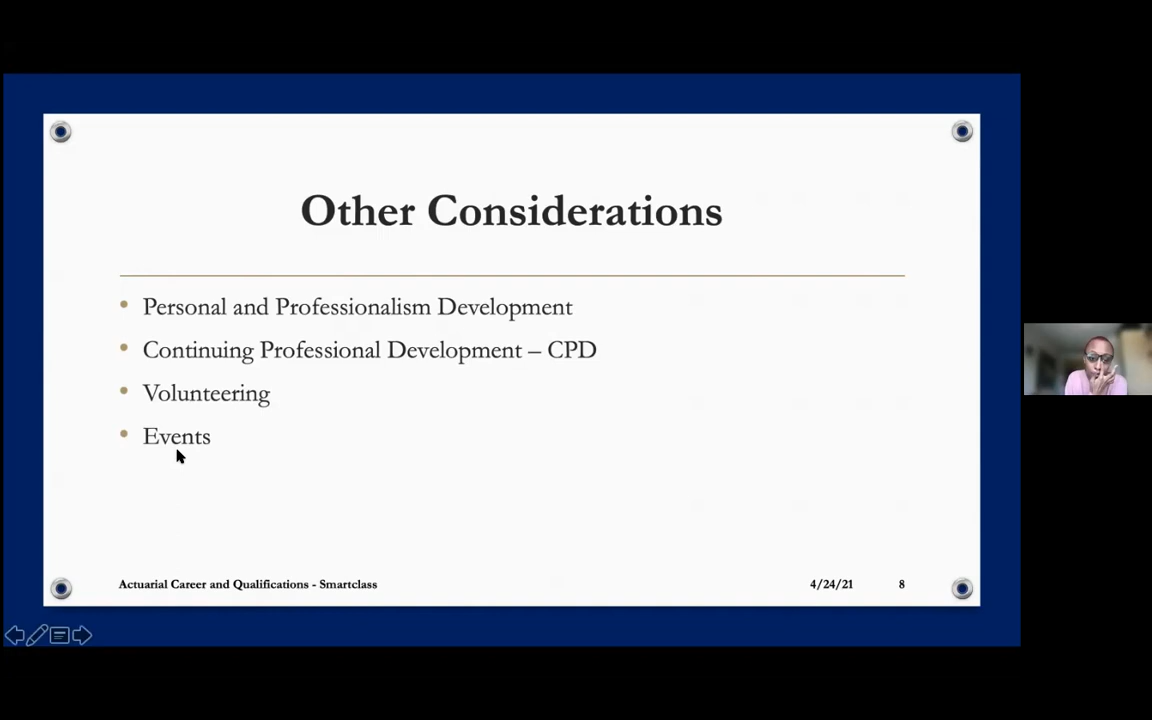 Other Considerations
• Personal and Professionalism Development
• Continuing Professional Development – CPD
• Volunteering
• Events
Actuarial Career and Qualifications - Smartclass 4/24/21 8